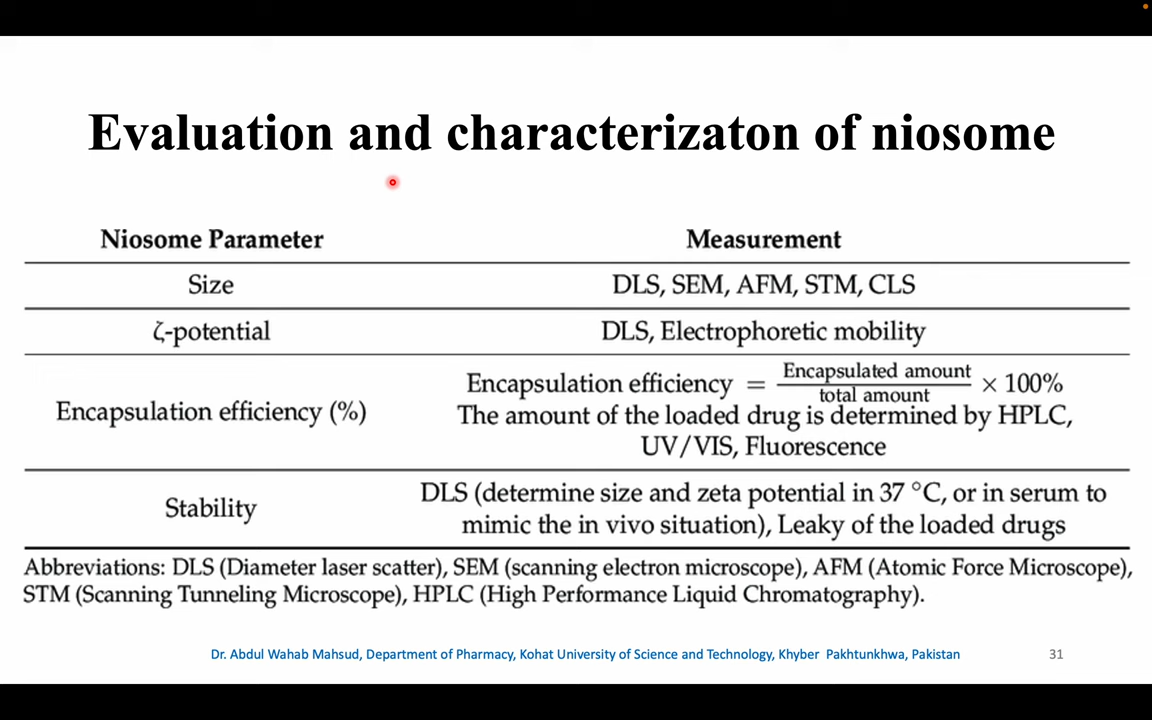 Evaluation and characterizaton of niosome
Niosome Parameter Measurement
Size DLS, SEM, AFM, STM, CLS
ζ-potential DLS, Electrophoretic mobility
Encapsulation efficiency (%) Encapsulation efficiency = Encapsulated amount / total amount × 100%
The amount of the loaded drug is determined by HPLC,
UV/VIS, Fluorescence
Stability DLS (determine size and zeta potential in 37 °C, or in serum to
mimic the in vivo situation), Leaky of the loaded drugs
Abbreviations: DLS (Diameter laser scatter), SEM (scanning electron microscope), AFM (Atomic Force Microscope),
STM (Scanning Tunneling Microscope), HPLC (High Performance Liquid Chromatography).
Dr. Abdul Wahab Mahsud, Department of Pharmacy, Kohat University of Science and Technology, Khyber Pakhtunkhwa, Pakistan 31